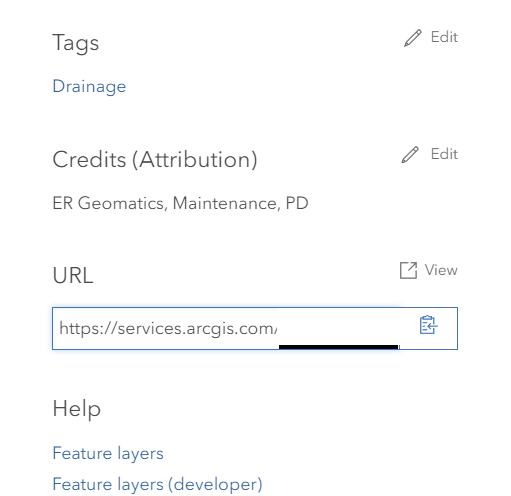 Tags
Edit
Drainage
Credits (Attribution)
Edit
ER Geomatics, Maintenance, PD
URL
View
https://services.arcgis.com/
Help
Feature layers
Feature layers (developer)